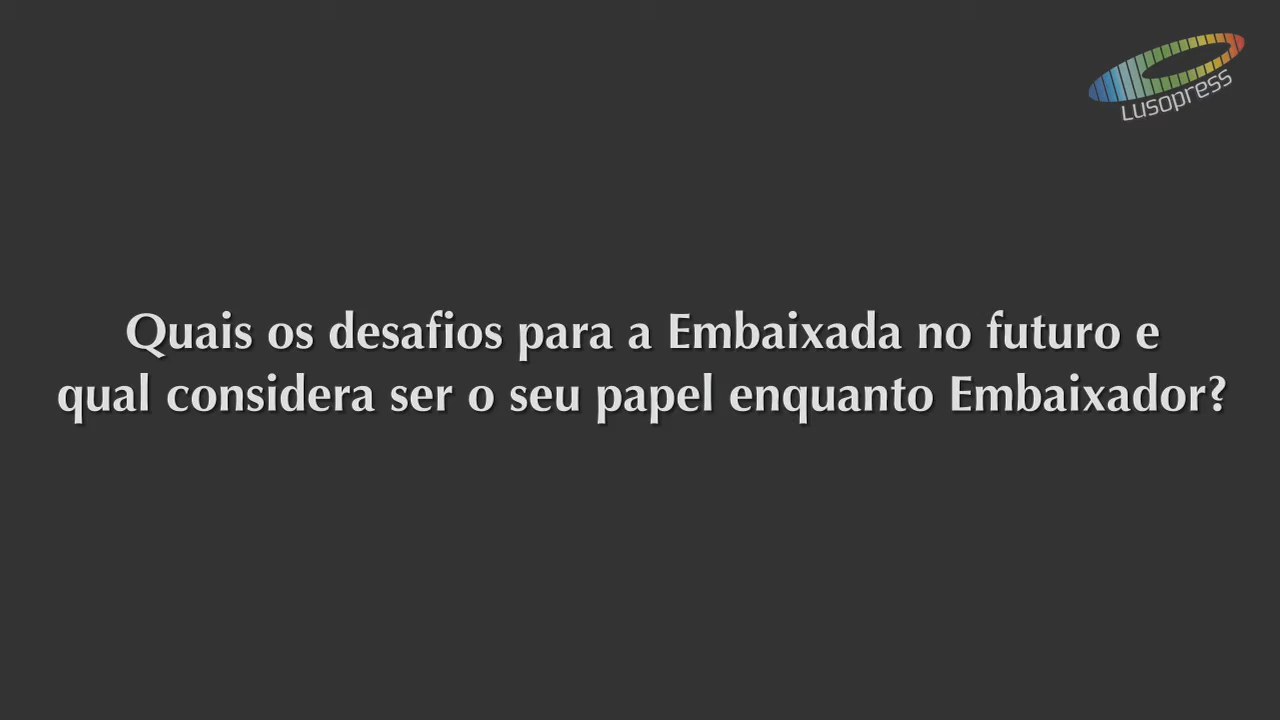 Lusopress
Quais os desafios para a Embaixada no futuro e
qual considera ser o seu papel enquanto Embaixador?